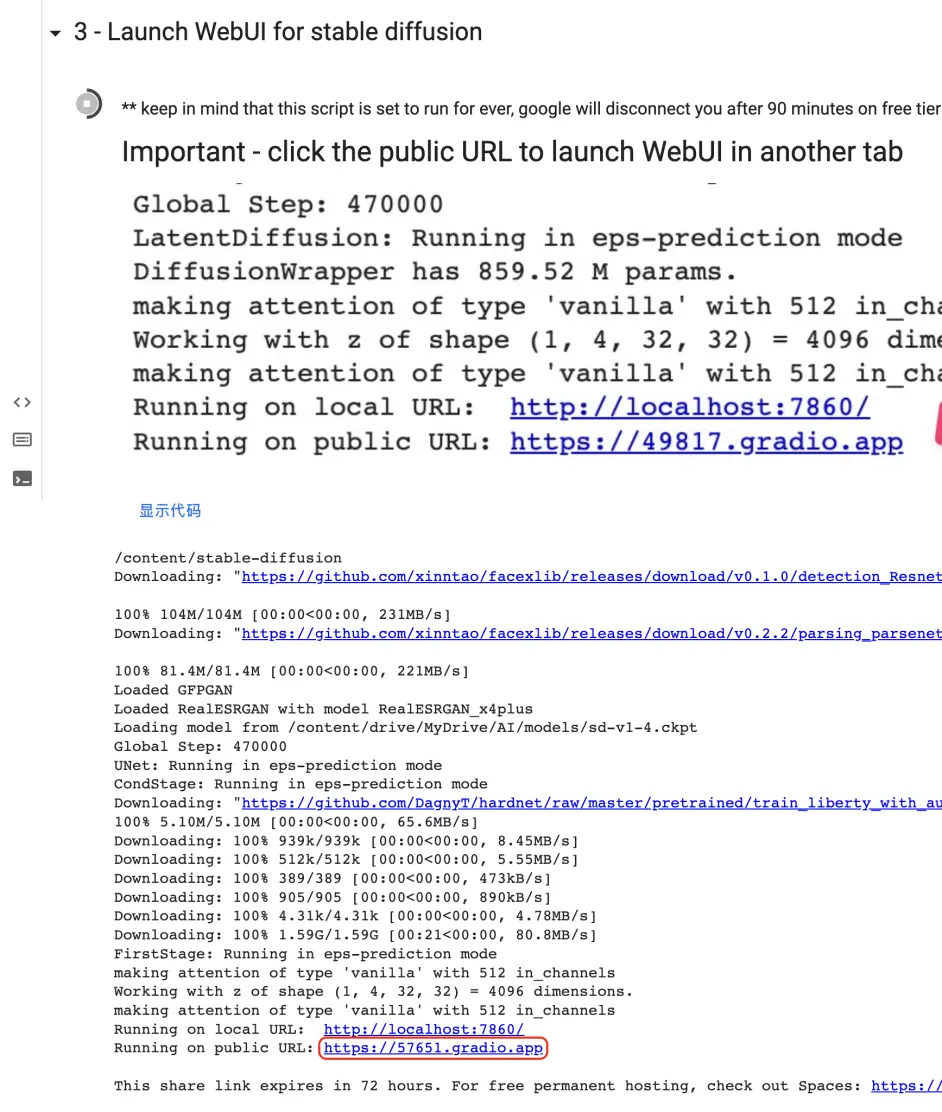 3 - Launch WebUI for stable diffusion
** keep in mind that this script is set to run for ever, google will disconnect you after 90 minutes on free tier
Important - click the public URL to launch WebUI in another tab
Global Step: 470000
LatentDiffusion: Running in eps-prediction mode
DiffusionWrapper has 859.52 M params.
making attention of type 'vanilla' with 512 in_cha
Working with z of shape (1, 4, 32, 32) = 4096 dime
making attention of type 'vanilla' with 512 in_cha
Running on local URL: http://localhost:7860/
Running on public URL: https://49817.gradio.app
显示代码
/content/stable-diffusion
Downloading: "https://github.com/xinntao/facexlib/releases/download/v0.1.0/detection_Resnet
100% 104M/104M [00:00<00:00, 231MB/s]
Downloading: "https://github.com/xinntao/facexlib/releases/download/v0.2.2/parsing_parsenet
100% 81.4M/81.4M [00:00<00:00, 221MB/s]
Loaded GFPGAN
Loaded RealESRGAN with model RealESRGAN_x4plus
Loading model from /content/drive/MyDrive/AI/models/sd-v1-4.ckpt
Global Step: 470000
UNet: Running in eps-prediction mode
CondStage: Running in eps-prediction mode
Downloading: "https://github.com/DagnyT/hardnet/raw/master/pretrained/train_liberty_with_au
100% 5.10M/5.10M [00:00<00:00, 65.6MB/s]
Downloading: 100% 939k/939k [00:00<00:00, 8.45MB/s]
Downloading: 100% 512k/512k [00:00<00:00, 5.55MB/s]
Downloading: 100% 389/389 [00:00<00:00, 473kB/s]
Downloading: 100% 905/905 [00:00<00:00, 890kB/s]
Downloading: 100% 4.31k/4.31k [00:00<00:00, 4.78MB/s]
Downloading: 100% 1.59G/1.59G [00:21<00:00, 80.8MB/s]
FirstStage: Running in eps-prediction mode
making attention of type 'vanilla' with 512 in_channels
Working with z of shape (1, 4, 32, 32) = 4096 dimensions.
making attention of type 'vanilla' with 512 in_channels
Running on local URL: http://localhost:7860/
Running on public URL: https://57651.gradio.app
This share link expires in 72 hours. For free permanent hosting, check out Spaces: https://